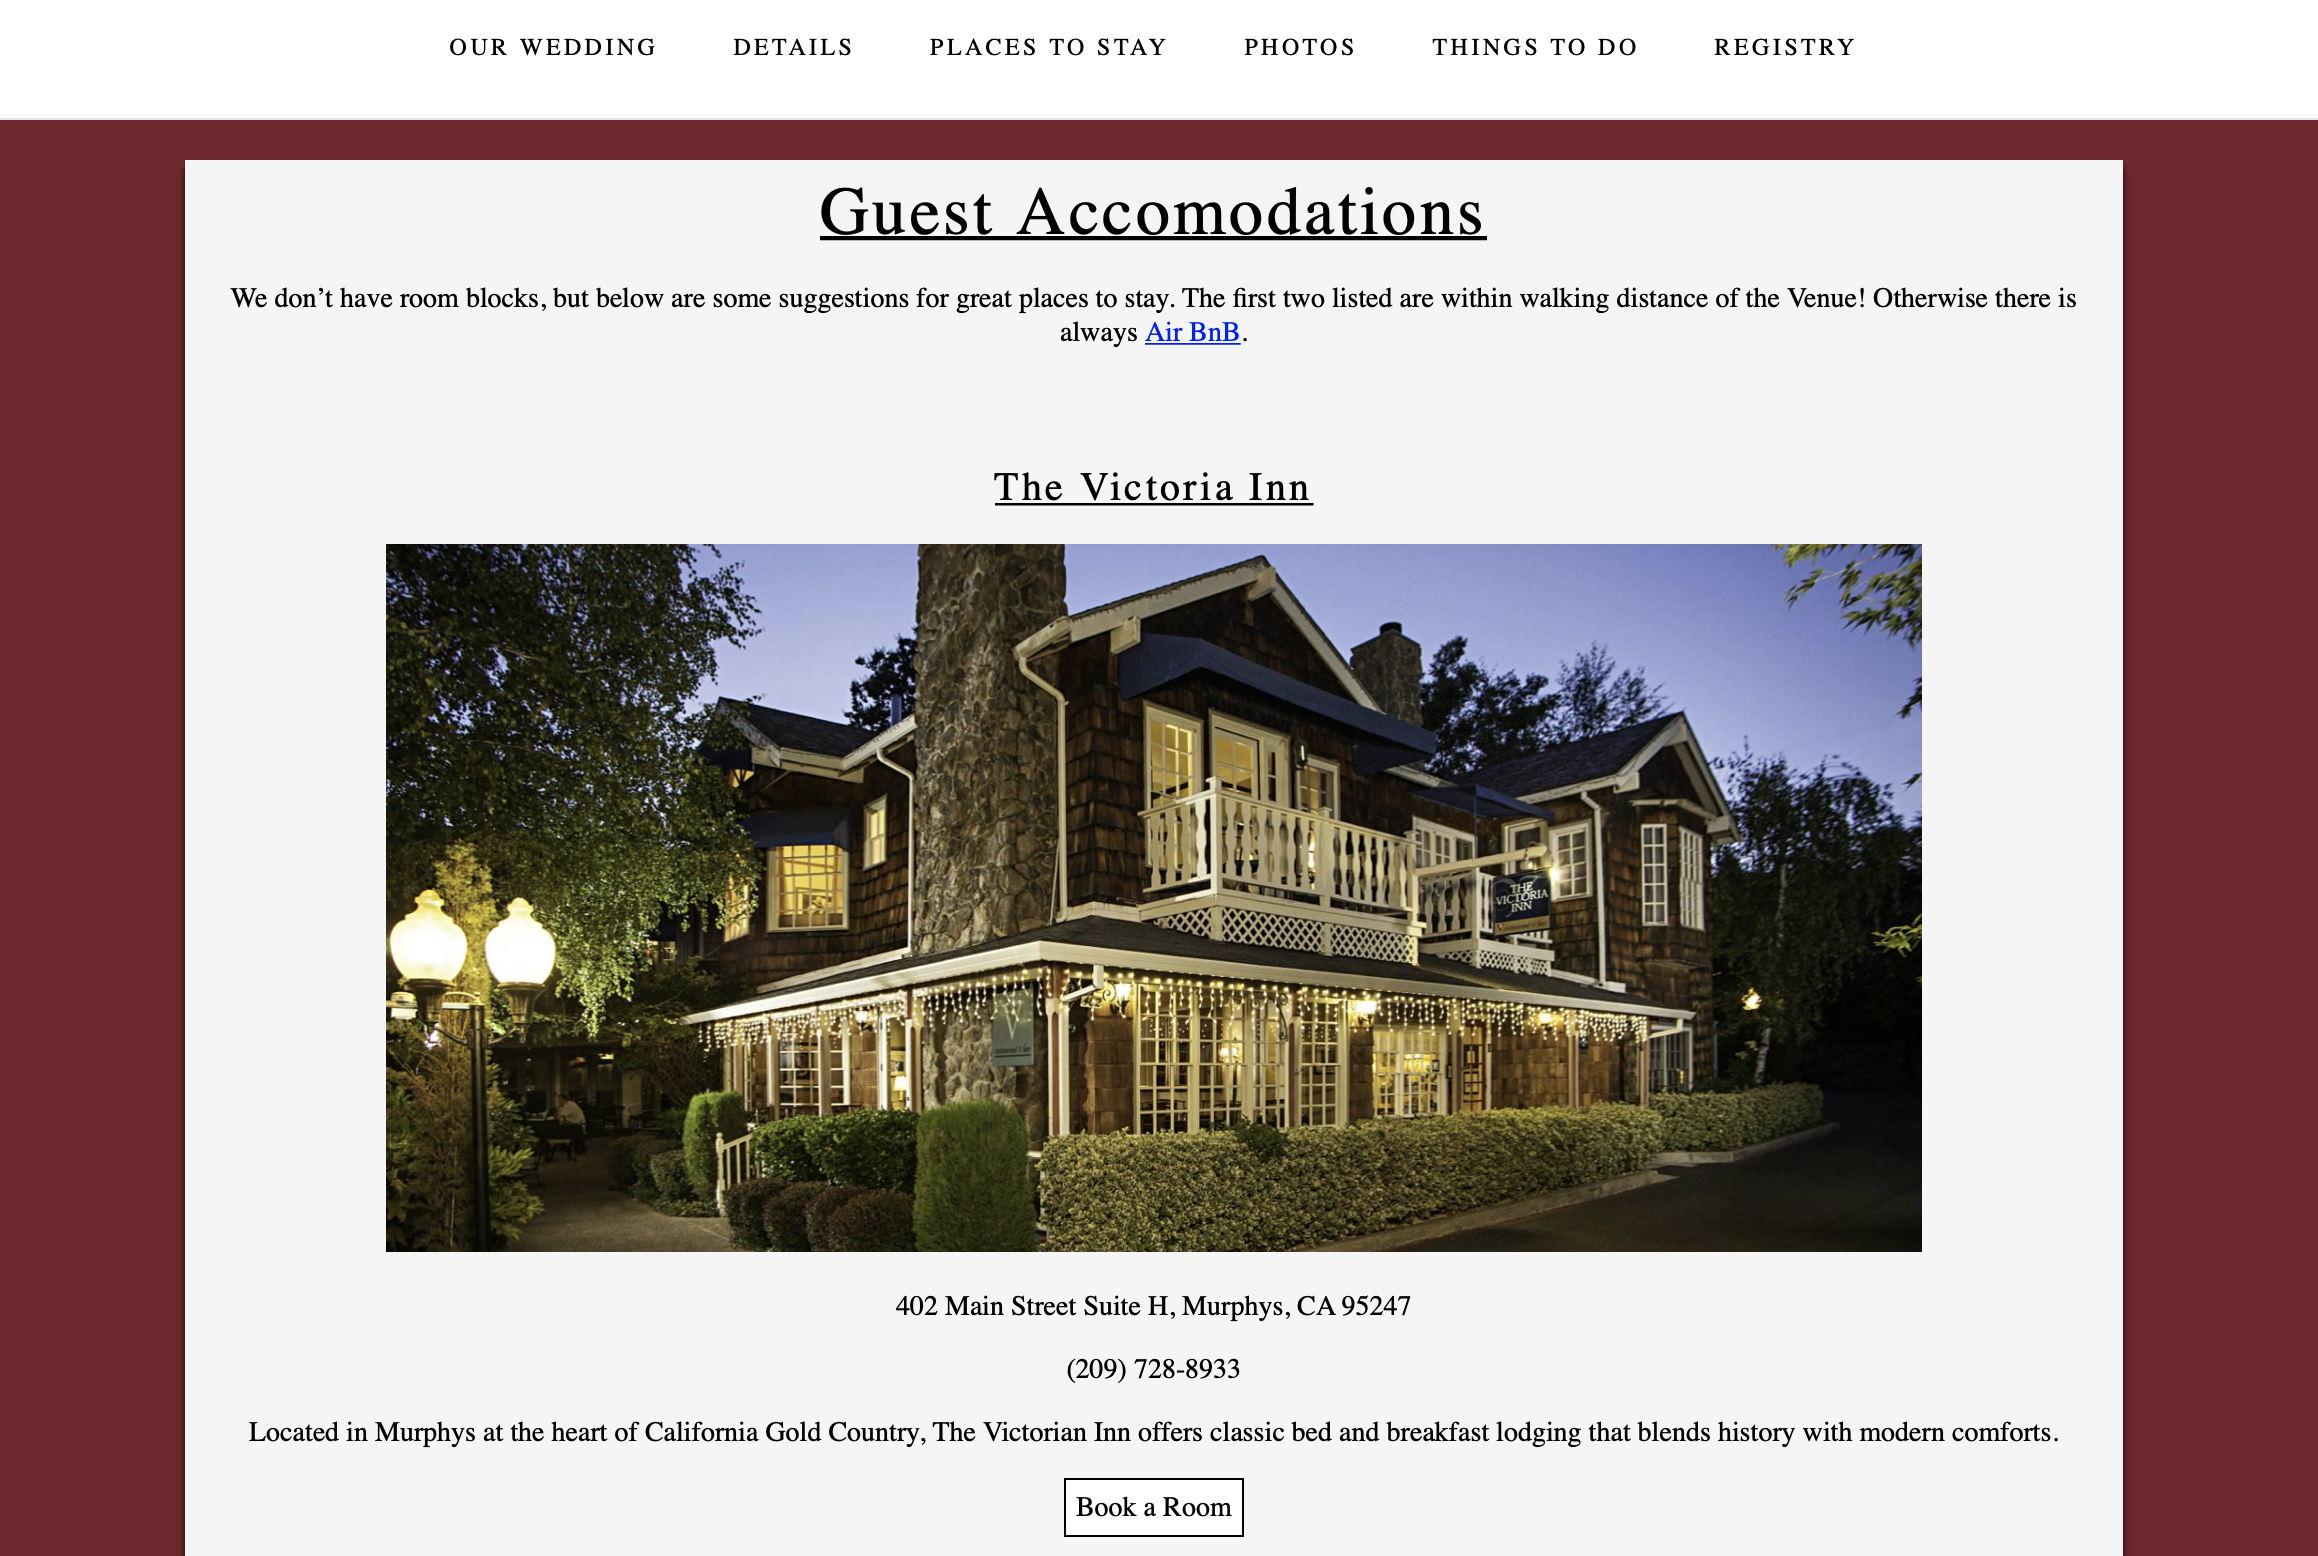 OUR WEDDING DETAILS PLACES TO STAY PHOTOS THINGS TO DO REGISTRY
Guest Accomodations
We don’t have room blocks, but below are some suggestions for great places to stay. The first two listed are within walking distance of the Venue! Otherwise there is
always Air BnB.
The Victoria Inn
THE
VICTORIA
INN
V
402 Main Street Suite H, Murphys, CA 95247
(209) 728-8933
Located in Murphys at the heart of California Gold Country, The Victorian Inn offers classic bed and breakfast lodging that blends history with modern comforts.
Book a Room